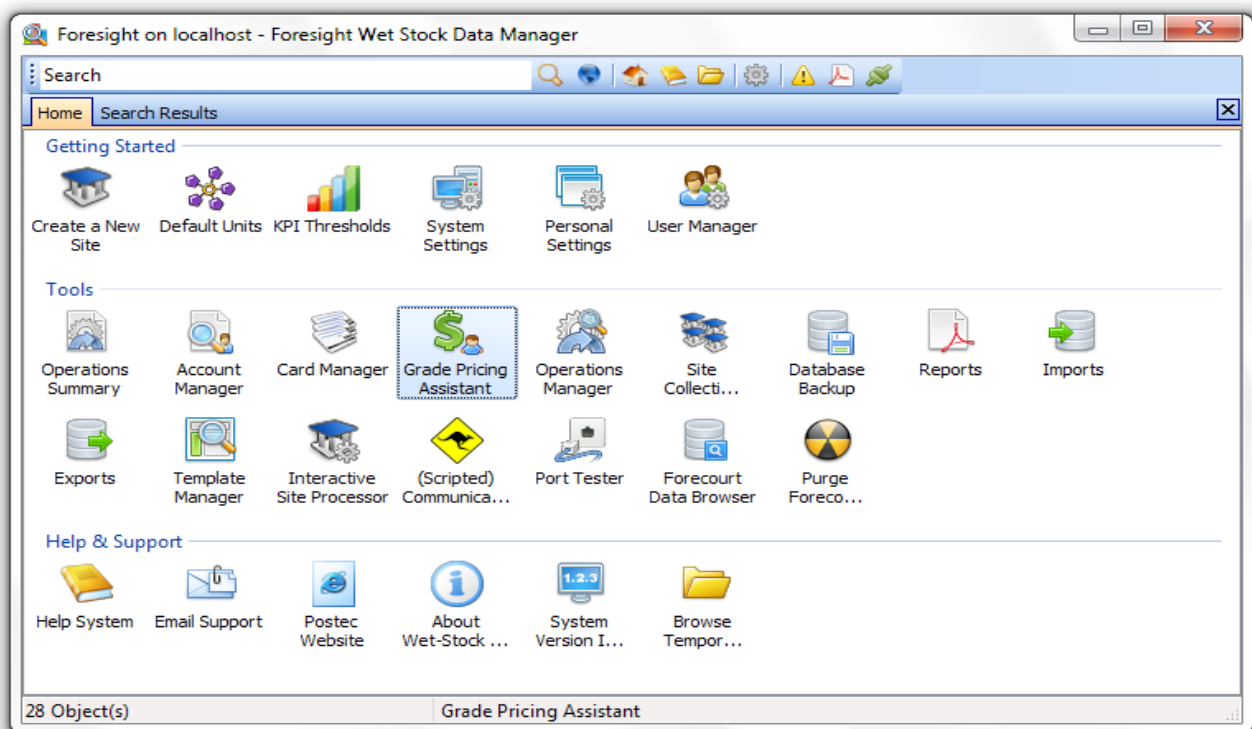 Foresight on localhost - Foresight Wet Stock Data Manager
Search
Home Search Results
Getting Started
Create a New Site
Default Units
KPI Thresholds
System Settings
Personal Settings
User Manager
Tools
Operations Summary
Account Manager
Card Manager
Grade Pricing Assistant
Operations Manager
Site Collecti...
Database Backup
Reports
Imports
Exports
Template Manager
Interactive Site Processor
(Scripted) Communica...
Port Tester
Forecourt Data Browser
Purge Foreco...
Help & Support
1.2.3
Help System
Email Support
Postec Website
About Wet-Stock ...
System Version I...
Browse Tempor...
28 Object(s)
Grade Pricing Assistant